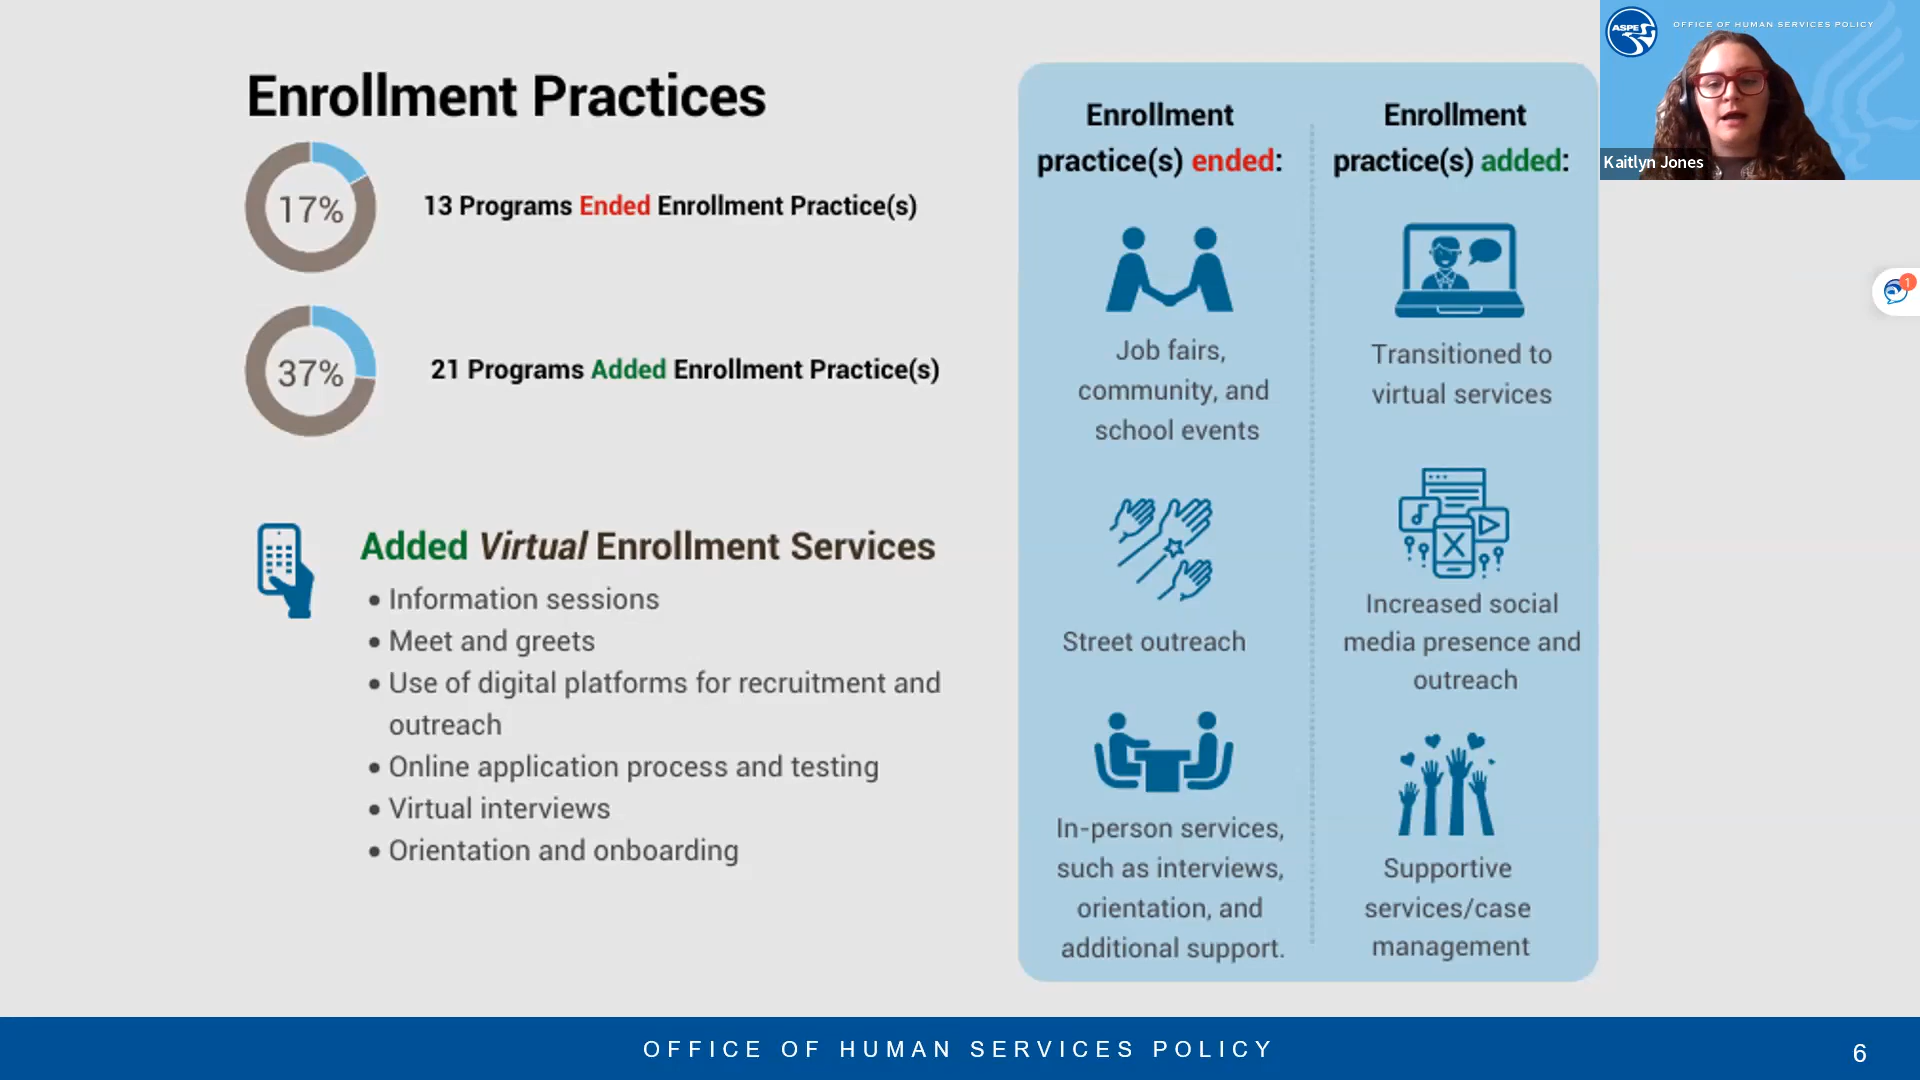 Enrollment Practices
17%
13 Programs Ended Enrollment Practice(s)
37%
21 Programs Added Enrollment Practice(s)
Added Virtual Enrollment Services
• Information sessions
• Meet and greets
• Use of digital platforms for recruitment and
outreach
• Online application process and testing
• Virtual interviews
• Orientation and onboarding
Enrollment
practice(s) ended:
Job fairs,
community, and
school events
Street outreach
In-person services,
such as interviews,
orientation, and
additional support.
Enrollment
practice(s) added:
Transitioned to
virtual services
Increased social
media presence and
outreach
Supportive
services/case
management
ASPE
OFFICE OF HUMAN SERVICES POLICY
Kaitlyn Jones
1
OFFICE OF HUMAN SERVICES POLICY
6